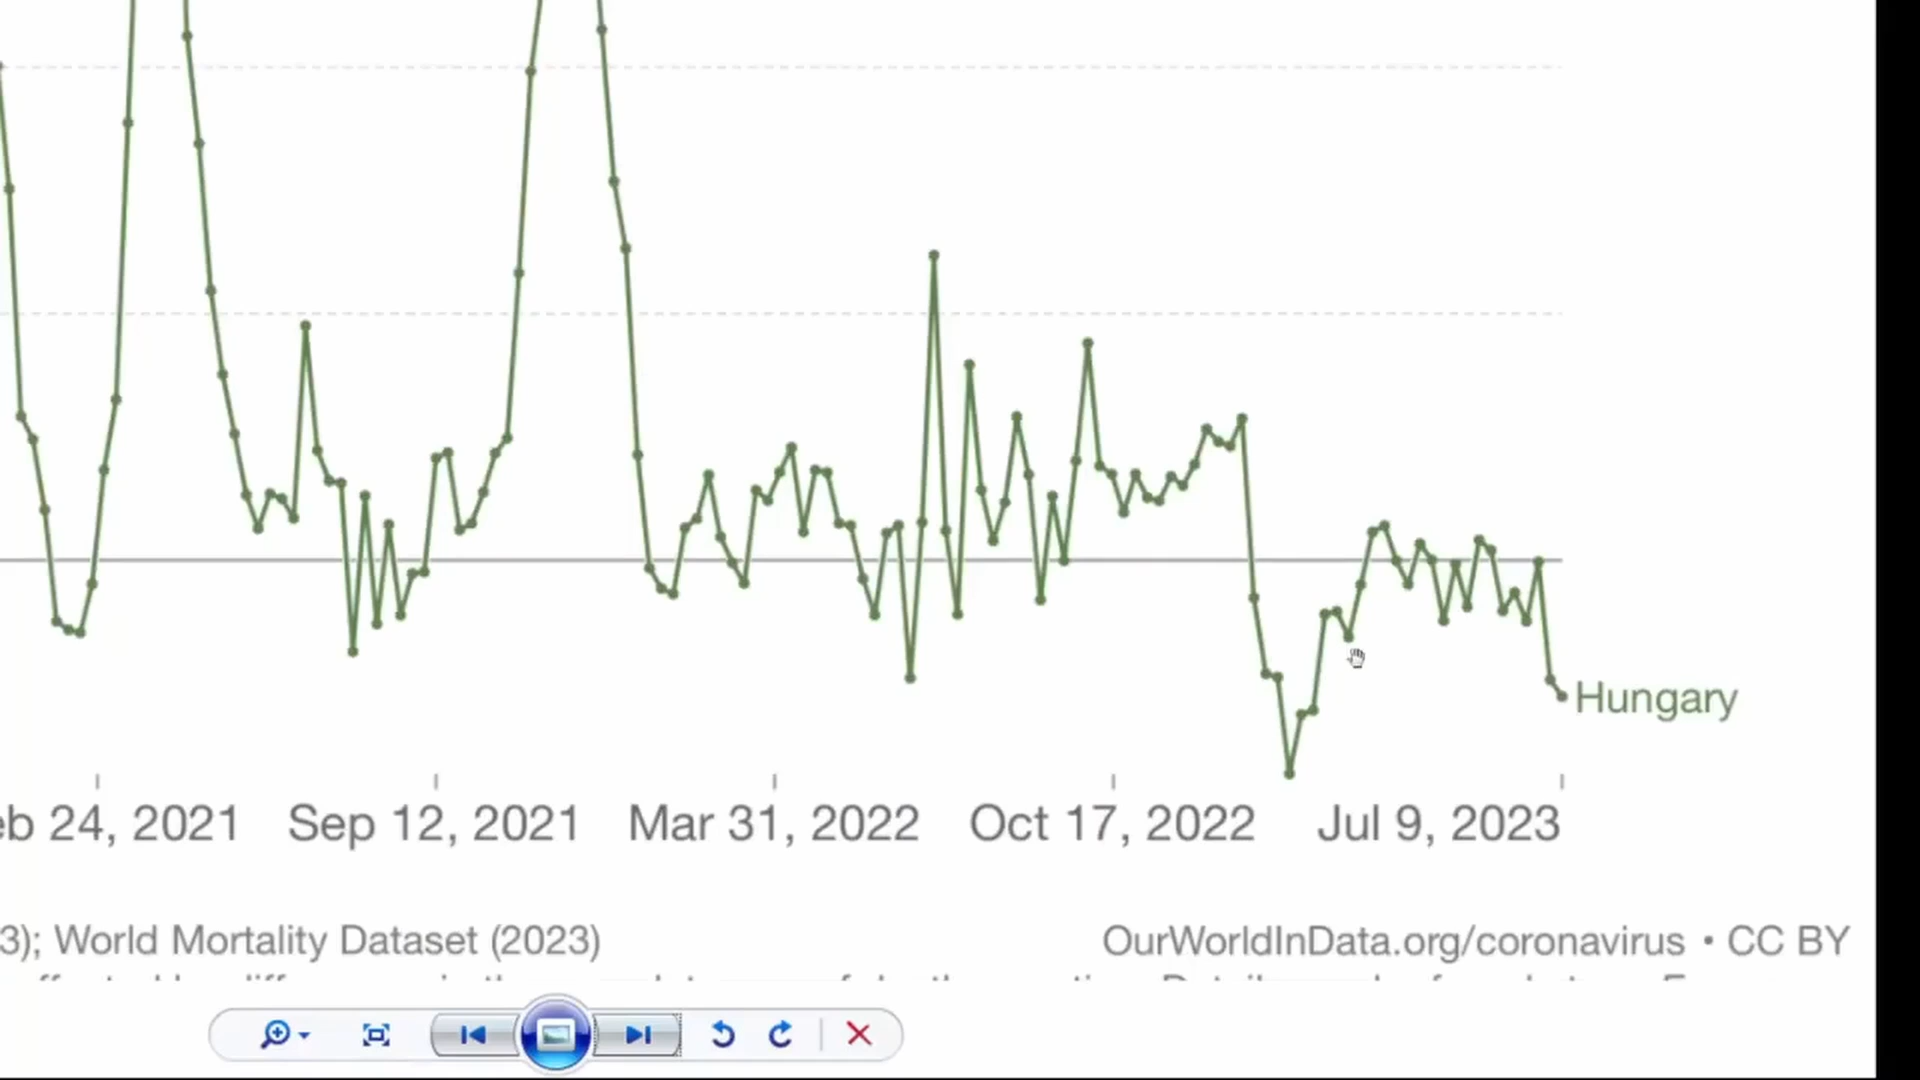 Hungary
eb 24, 2021 Sep 12, 2021 Mar 31, 2022 Oct 17, 2022 Jul 9, 2023
3); World Mortality Dataset (2023) OurWorldInData.org/coronavirus • CC BY